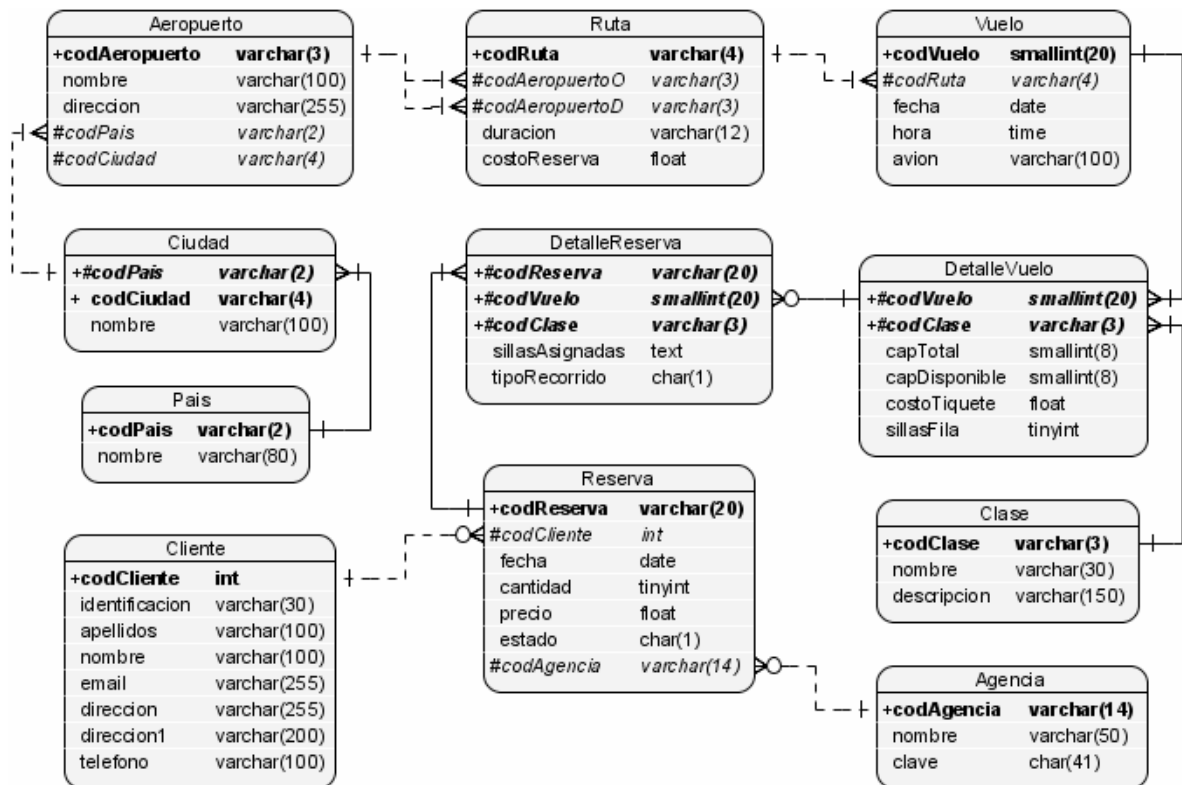 Aeropuerto
+codAeropuerto varchar(3)
nombre varchar(100)
direccion varchar(255)
#codPais varchar(2)
#codCiudad varchar(4)
Ruta
+codRuta varchar(4)
#codAeropuertoO varchar(3)
#codAeropuertoD varchar(3)
duracion varchar(12)
costoReserva float
Vuelo
+codVuelo smallint(20)
#codRuta varchar(4)
fecha date
hora time
avion varchar(100)
Ciudad
+#codPais varchar(2)
+ codCiudad varchar(4)
nombre varchar(100)
DetalleReserva
+#codReserva varchar(20)
+#codVuelo smallint(20)
+#codClase varchar(3)
sillasAsignadas text
tipoRecorrido char(1)
DetalleVuelo
+#codVuelo smallint(20)
+#codClase varchar(3)
capTotal smallint(8)
capDisponible smallint(8)
costoTiquete float
sillasFila tinyint
Pais
+codPais varchar(2)
nombre varchar(80)
Reserva
+codReserva varchar(20)
#codCliente int
fecha date
cantidad tinyint
precio float
estado char(1)
#codAgencia varchar(14)
Clase
+codClase varchar(3)
nombre varchar(30)
descripcion varchar(150)
Cliente
+codCliente int
identificacion varchar(30)
apellidos varchar(100)
nombre varchar(100)
email varchar(255)
direccion varchar(255)
direccion1 varchar(200)
telefono varchar(100)
Agencia
+codAgencia varchar(14)
nombre varchar(50)
clave char(41)